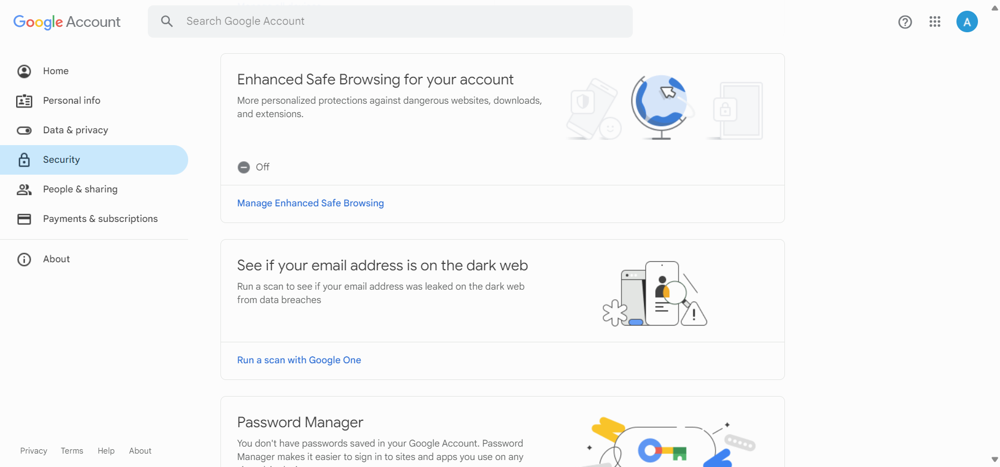 Google Account
Search Google Account
A
Home
Personal info
Data & privacy
Security
People & sharing
Payments & subscriptions
About
Enhanced Safe Browsing for your account
More personalized protections against dangerous websites, downloads,
and extensions.
Off
Manage Enhanced Safe Browsing
See if your email address is on the dark web
Run a scan to see if your email address was leaked on the dark web
from data breaches
Run a scan with Google One
Password Manager
You don't have passwords saved in your Google Account. Password
Manager makes it easier to sign in to sites and apps you use on any
Privacy
Terms
Help
About